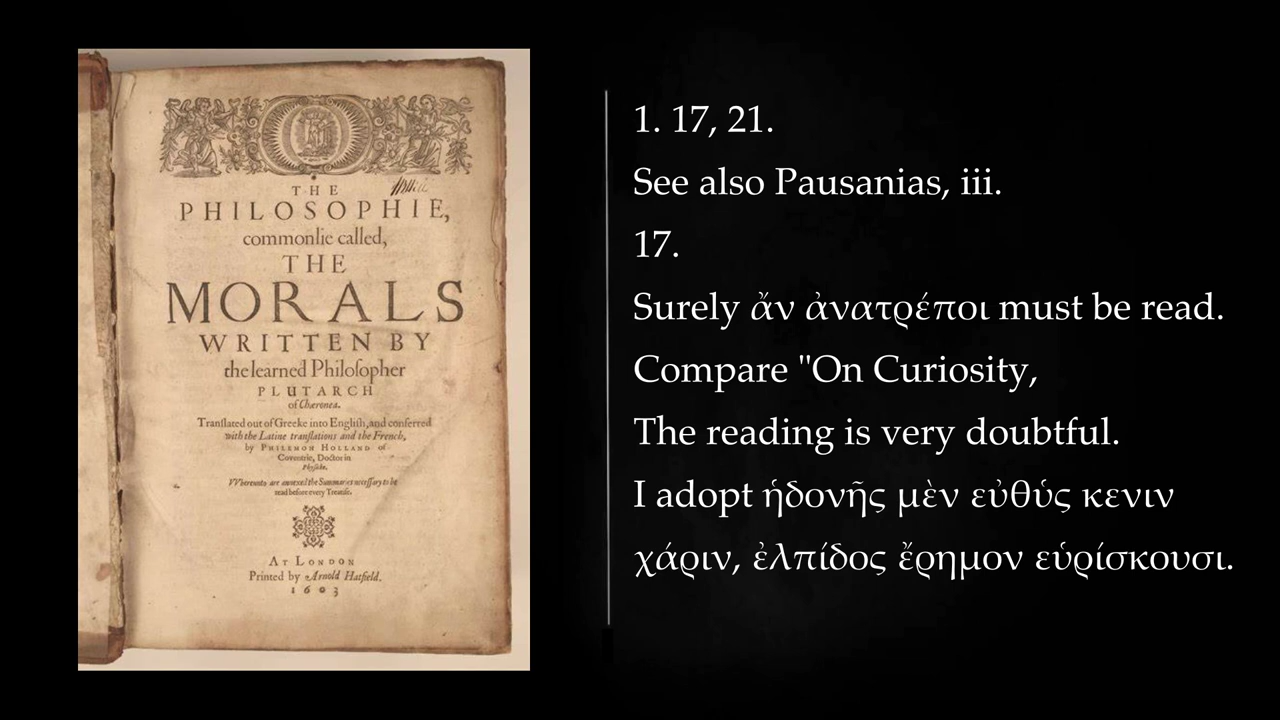 THE
PHILOSOPHIE,
commonlie called,
THE
MORALS
WRITTEN BY
the learned Philosopher
PLUTARCH
of Chæronea.
Translated out of Greeke into English, and conferred
with the Latine translations and the French,
by PHILEMON HOLLAND of
Coventrie, Doctor in
Physicke.
VVhereunto are annexed the Summaries necessary to be
read before every Treatise.
AT LONDON
Printed by Arnold Hatfield.
1603
1. 17, 21.
See also Pausanias, iii.
17.
Surely ἄν ἀνατρέποι must be read.
Compare "On Curiosity,
The reading is very doubtful.
I adopt ἡδονῆς μὲν εὐθύς κενιν
χάριν, ἐλπίδος ἔρημον εὑρίσκουσι.